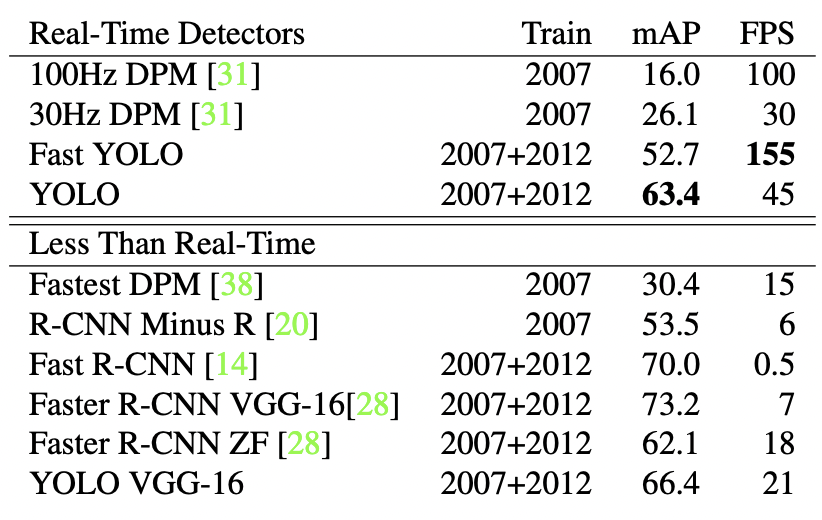 Real-Time Detectors Train mAP FPS
100Hz DPM [31] 2007 16.0 100
30Hz DPM [31] 2007 26.1 30
Fast YOLO 2007+2012 52.7 155
YOLO 2007+2012 63.4 45
Less Than Real-Time
Fastest DPM [38] 2007 30.4 15
R-CNN Minus R [20] 2007 53.5 6
Fast R-CNN [14] 2007+2012 70.0 0.5
Faster R-CNN VGG-16[28] 2007+2012 73.2 7
Faster R-CNN ZF [28] 2007+2012 62.1 18
YOLO VGG-16 2007+2012 66.4 21